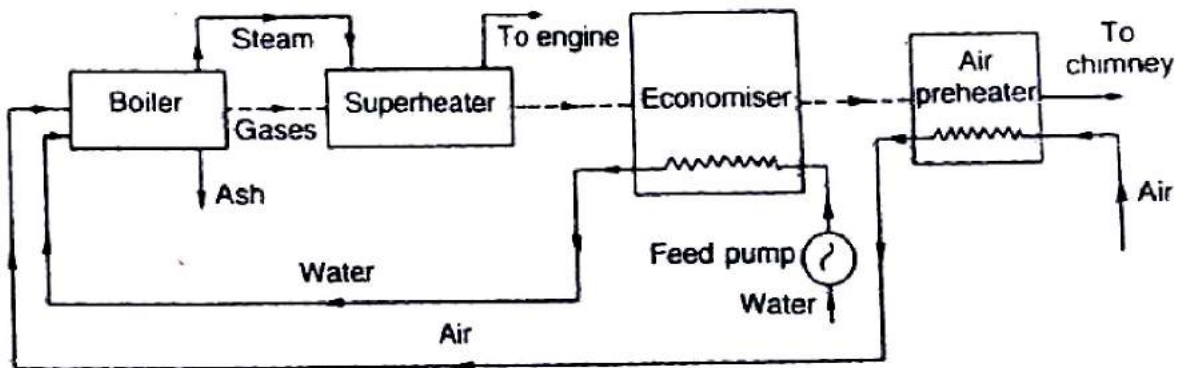 Steam
To engine
To
chimney
Boiler
Superheater
Economiser
Air
preheater
Gases
Ash
Air
Feed pump
Water
Water
Air